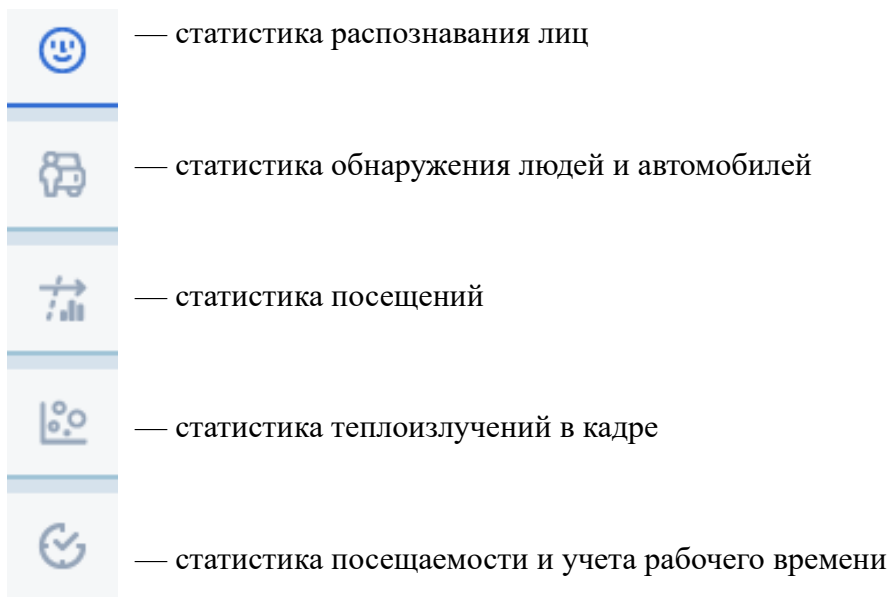 — статистика распознавания лиц
— статистика обнаружения людей и автомобилей
— статистика посещений
— статистика теплоизлучений в кадре
— статистика посещаемости и учета рабочего времени